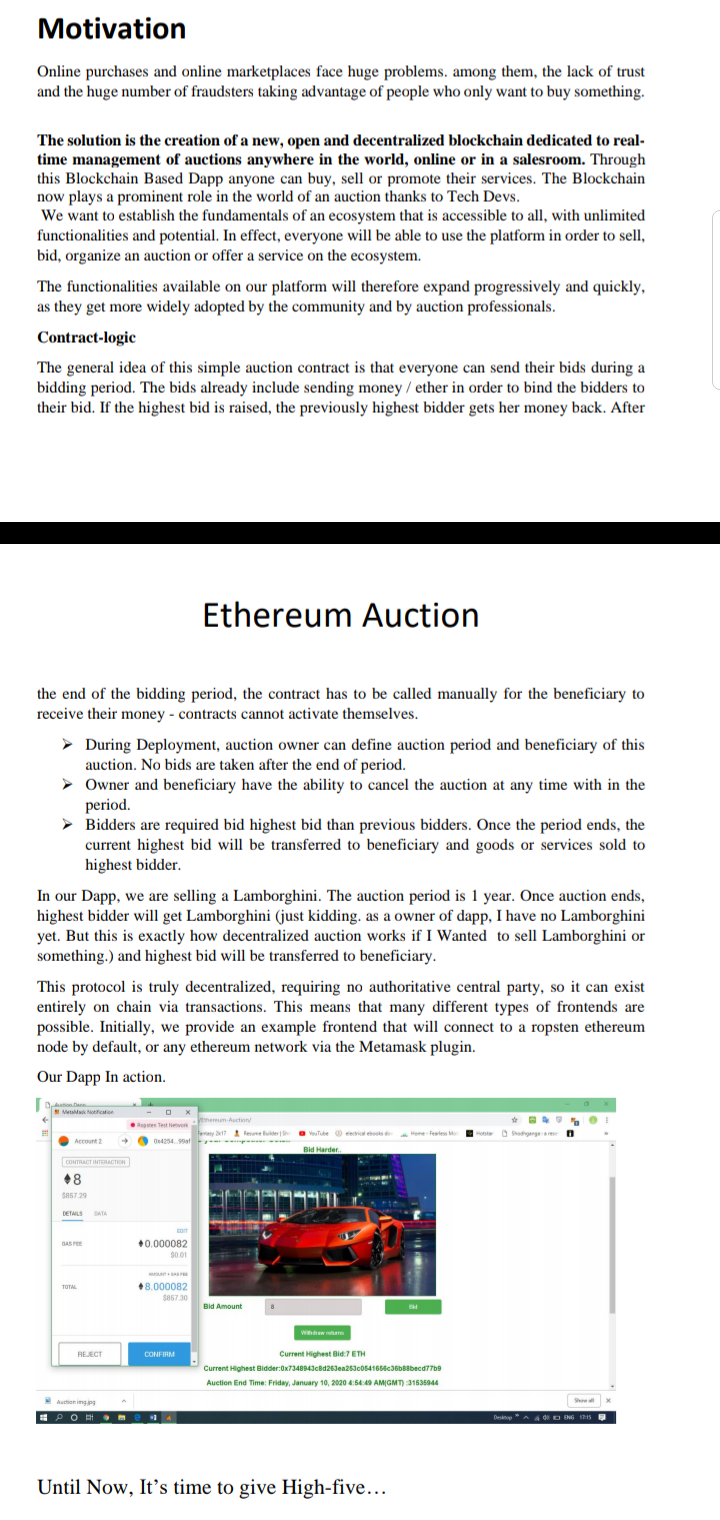 Motivation
Online purchases and online marketplaces face huge problems. among them, the lack of trust
and the huge number of fraudsters taking advantage of people who only want to buy something.
The solution is the creation of a new, open and decentralized blockchain dedicated to real-
time management of auctions anywhere in the world, online or in a salesroom. Through
this Blockchain Based Dapp anyone can buy, sell or promote their services. The Blockchain
now plays a prominent role in the world of an auction thanks to Tech Devs.
We want to establish the fundamentals of an ecosystem that is accessible to all, with unlimited
functionalities and potential. In effect, everyone will be able to use the platform in order to sell,
bid, organize an auction or offer a service on the ecosystem.
The functionalities available on our platform will therefore expand progressively and quickly,
as they get more widely adopted by the community and by auction professionals.
Contract-logic
The general idea of this simple auction contract is that everyone can send their bids during a
bidding period. The bids already include sending money / ether in order to bind the bidders to
their bid. If the highest bid is raised, the previously highest bidder gets her money back. After
Ethereum Auction
the end of the bidding period, the contract has to be called manually for the beneficiary to
receive their money - contracts cannot activate themselves.
➢ During Deployment, auction owner can define auction period and beneficiary of this
auction. No bids are taken after the end of period.
➢ Owner and beneficiary have the ability to cancel the auction at any time with in the
period.
➢ Bidders are required bid highest bid than previous bidders. Once the period ends, the
current highest bid will be transferred to beneficiary and goods or services sold to
highest bidder.
In our Dapp, we are selling a Lamborghini. The auction period is 1 year. Once auction ends,
highest bidder will get Lamborghini (just kidding. as a owner of dapp, I have no Lamborghini
yet. But this is exactly how decentralized auction works if I Wanted to sell Lamborghini or
something.) and highest bid will be transferred to beneficiary.
This protocol is truly decentralized, requiring no authoritative central party, so it can exist
entirely on chain via transactions. This means that many different types of frontends are
possible. Initially, we provide an example frontend that will connect to a ropsten ethereum
node by default, or any ethereum network via the Metamask plugin.
Our Dapp In action.
MetaMask Notification
Ropsten Test Network
/Ethereum-Auction/
Resume Builder
YouTube
electrical ebooks
Home - Fearless
Hotstar
Account 2
0x4254...99af
Bid Harder..
CONTRACT INTERACTION
8
$857.29
DETAILS DATA
EDIT
GAS FEE
0.000082
$0.01
AMOUNT + GAS FEE
TOTAL
8.000082
$857.30
Bid Amount
8
Bid
Withdraw returns
REJECT
CONFIRM
Current Highest Bid:7 ETH
Current Highest Bidder:0x7348943c8d263ea253c0541656c36b88becd77b9
Auction End Time: Friday, January 10, 2020 4:54:49 AM(GMT) :31535944
Auction img.jpg
Show all
Desktop
ENG 17:15
Until Now, It’s time to give High-five…